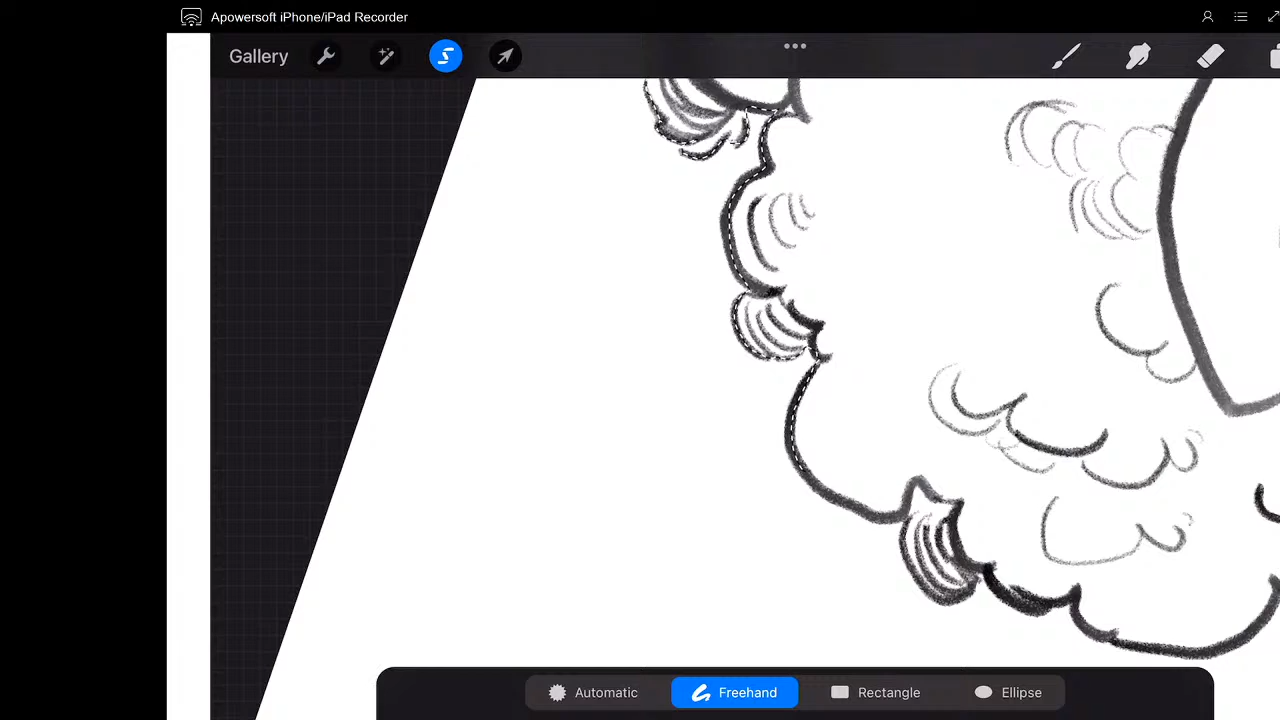 Apowersoft iPhone/iPad Recorder
Gallery
Automatic
Freehand
Rectangle
Ellipse